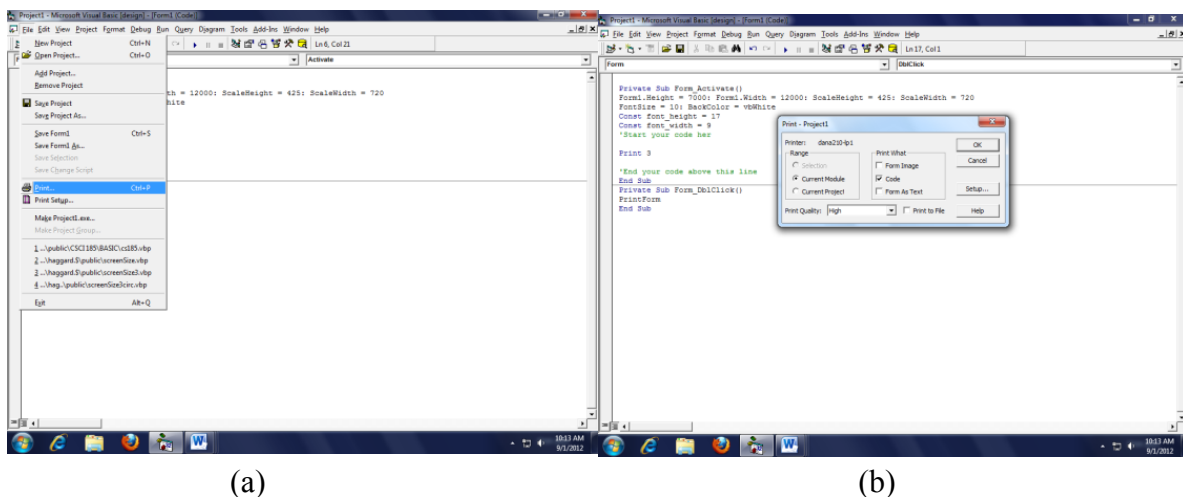 Project1 - Microsoft Visual Basic [design] - [Form1 (Code)]
File Edit View Project Format Debug Run Query Diagram Tools Add-Ins Window Help
New Project Ctrl+N
Open Project... Ctrl+O
Add Project...
Remove Project
Save Project
Save Project As...
Save Form1 Ctrl+S
Save Form1 As...
Save Selection
Save Change Script
Print... Ctrl+P
Print Setup...
Make Project1.exe...
Make Project Group...
1 ...\public\CSCI185\BASIC\cs185.vbp
2 ...\haggard.S\public\screenSize.vbp
3 ...\haggard.S\public\screenSize3.vbp
4 ...\hag..\public\screenSize3circ.vbp
Exit Alt+Q
Ln 6, Col 21
Activate
th = 12000: ScaleHeight = 425: ScaleWidth = 720
hite
10:13 AM
9/1/2012
(a)
Project1 - Microsoft Visual Basic [design] - [Form1 (Code)]
File Edit View Project Format Debug Run Query Diagram Tools Add-Ins Window Help
Ln 17, Col 1
Form DblClick
Private Sub Form_Activate()
Form1.Height = 7000: Form1.Width = 12000: ScaleHeight = 425: ScaleWidth = 720
FontSize = 10: BackColor = vbWhite
Const font_height = 17
Const font_width = 9
'Start your code her
Print 3
'End your code above this line
End Sub
Private Sub Form_DblClick()
PrintForm
End Sub
Print - Project1
Printer: dana210-lp1
Range
Selection
Current Module
Current Project
Print What
Form Image
Code
Form As Text
OK
Cancel
Setup...
Print Quality: High
Print to File
Help
10:13 AM
9/1/2012
(b)